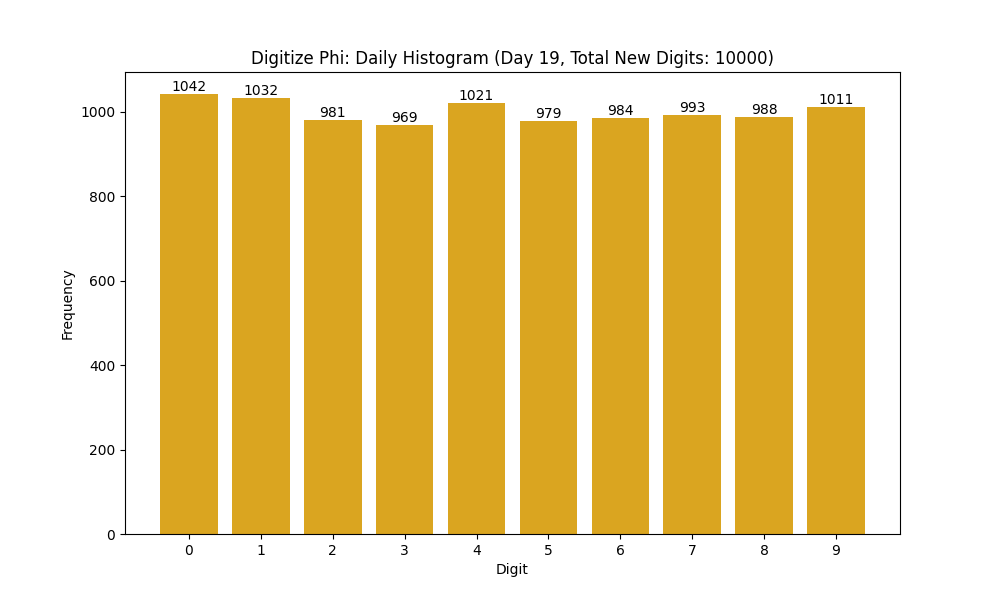 Digitize Phi: Daily Histogram (Day 19, Total New Digits: 10000)
1042 1032 981 969 1021 979 984 993 988 1011
1000
800
600
400
200
0
Frequency
0 1 2 3 4 5 6 7 8 9
Digit